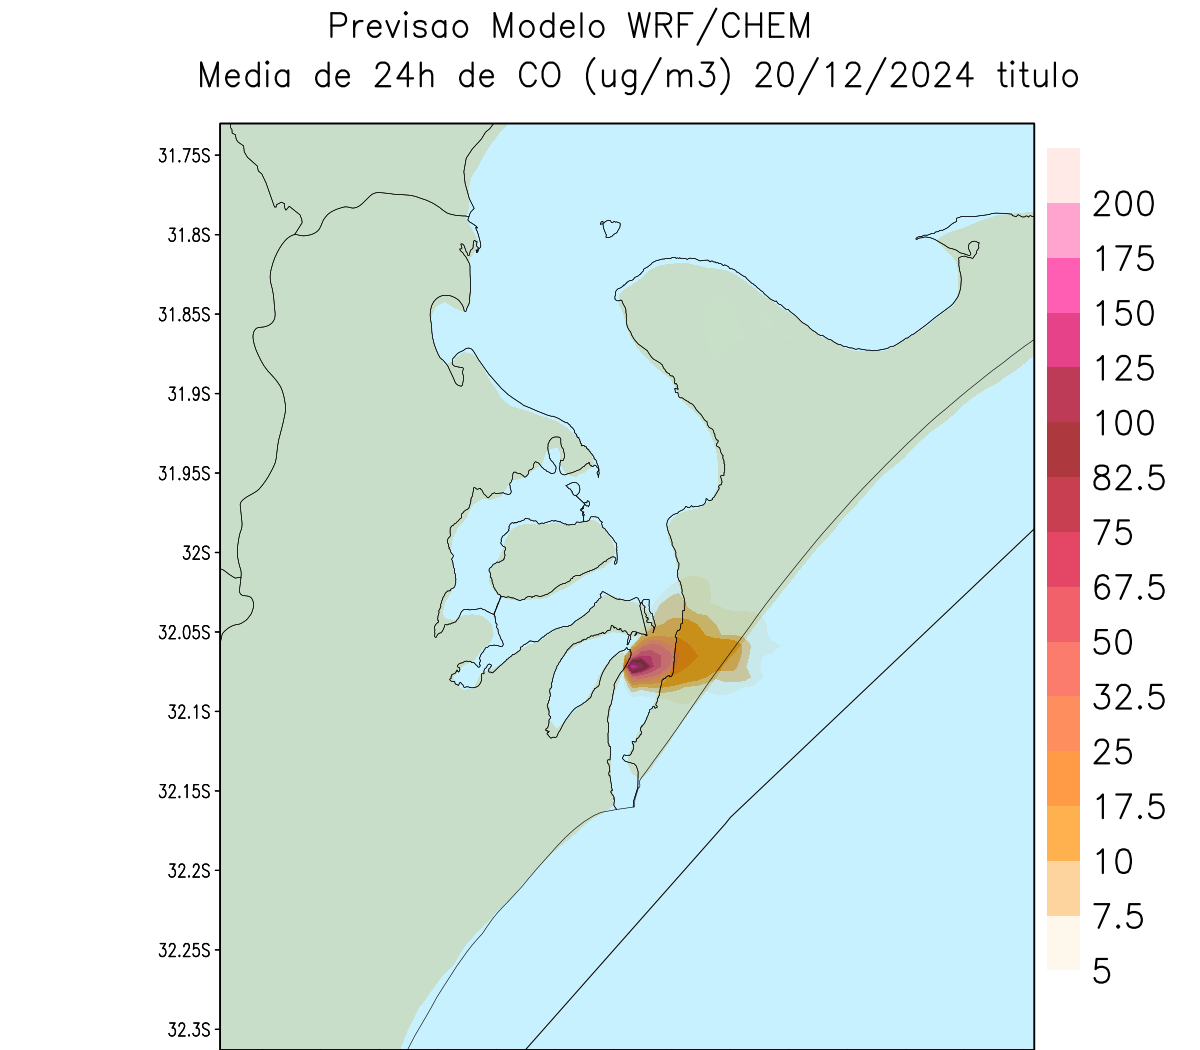 Previsao Modelo WRF/CHEM
Media de 24h de CO (ug/m3) 20/12/2024 titulo
31.75S
31.8S
31.85S
31.9S
31.95S
32S
32.05S
32.1S
32.15S
32.2S
32.25S
32.3S
200
175
150
125
100
82.5
75
67.5
50
32.5
25
17.5
10
7.5
5